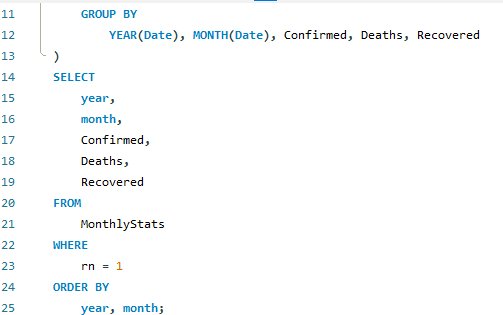 11 GROUP BY
12 YEAR(Date), MONTH(Date), Confirmed, Deaths, Recovered
13 )
14 SELECT
15 year,
16 month,
17 Confirmed,
18 Deaths,
19 Recovered
20 FROM
21 MonthlyStats
22 WHERE
23 rn = 1
24 ORDER BY
25 year, month;